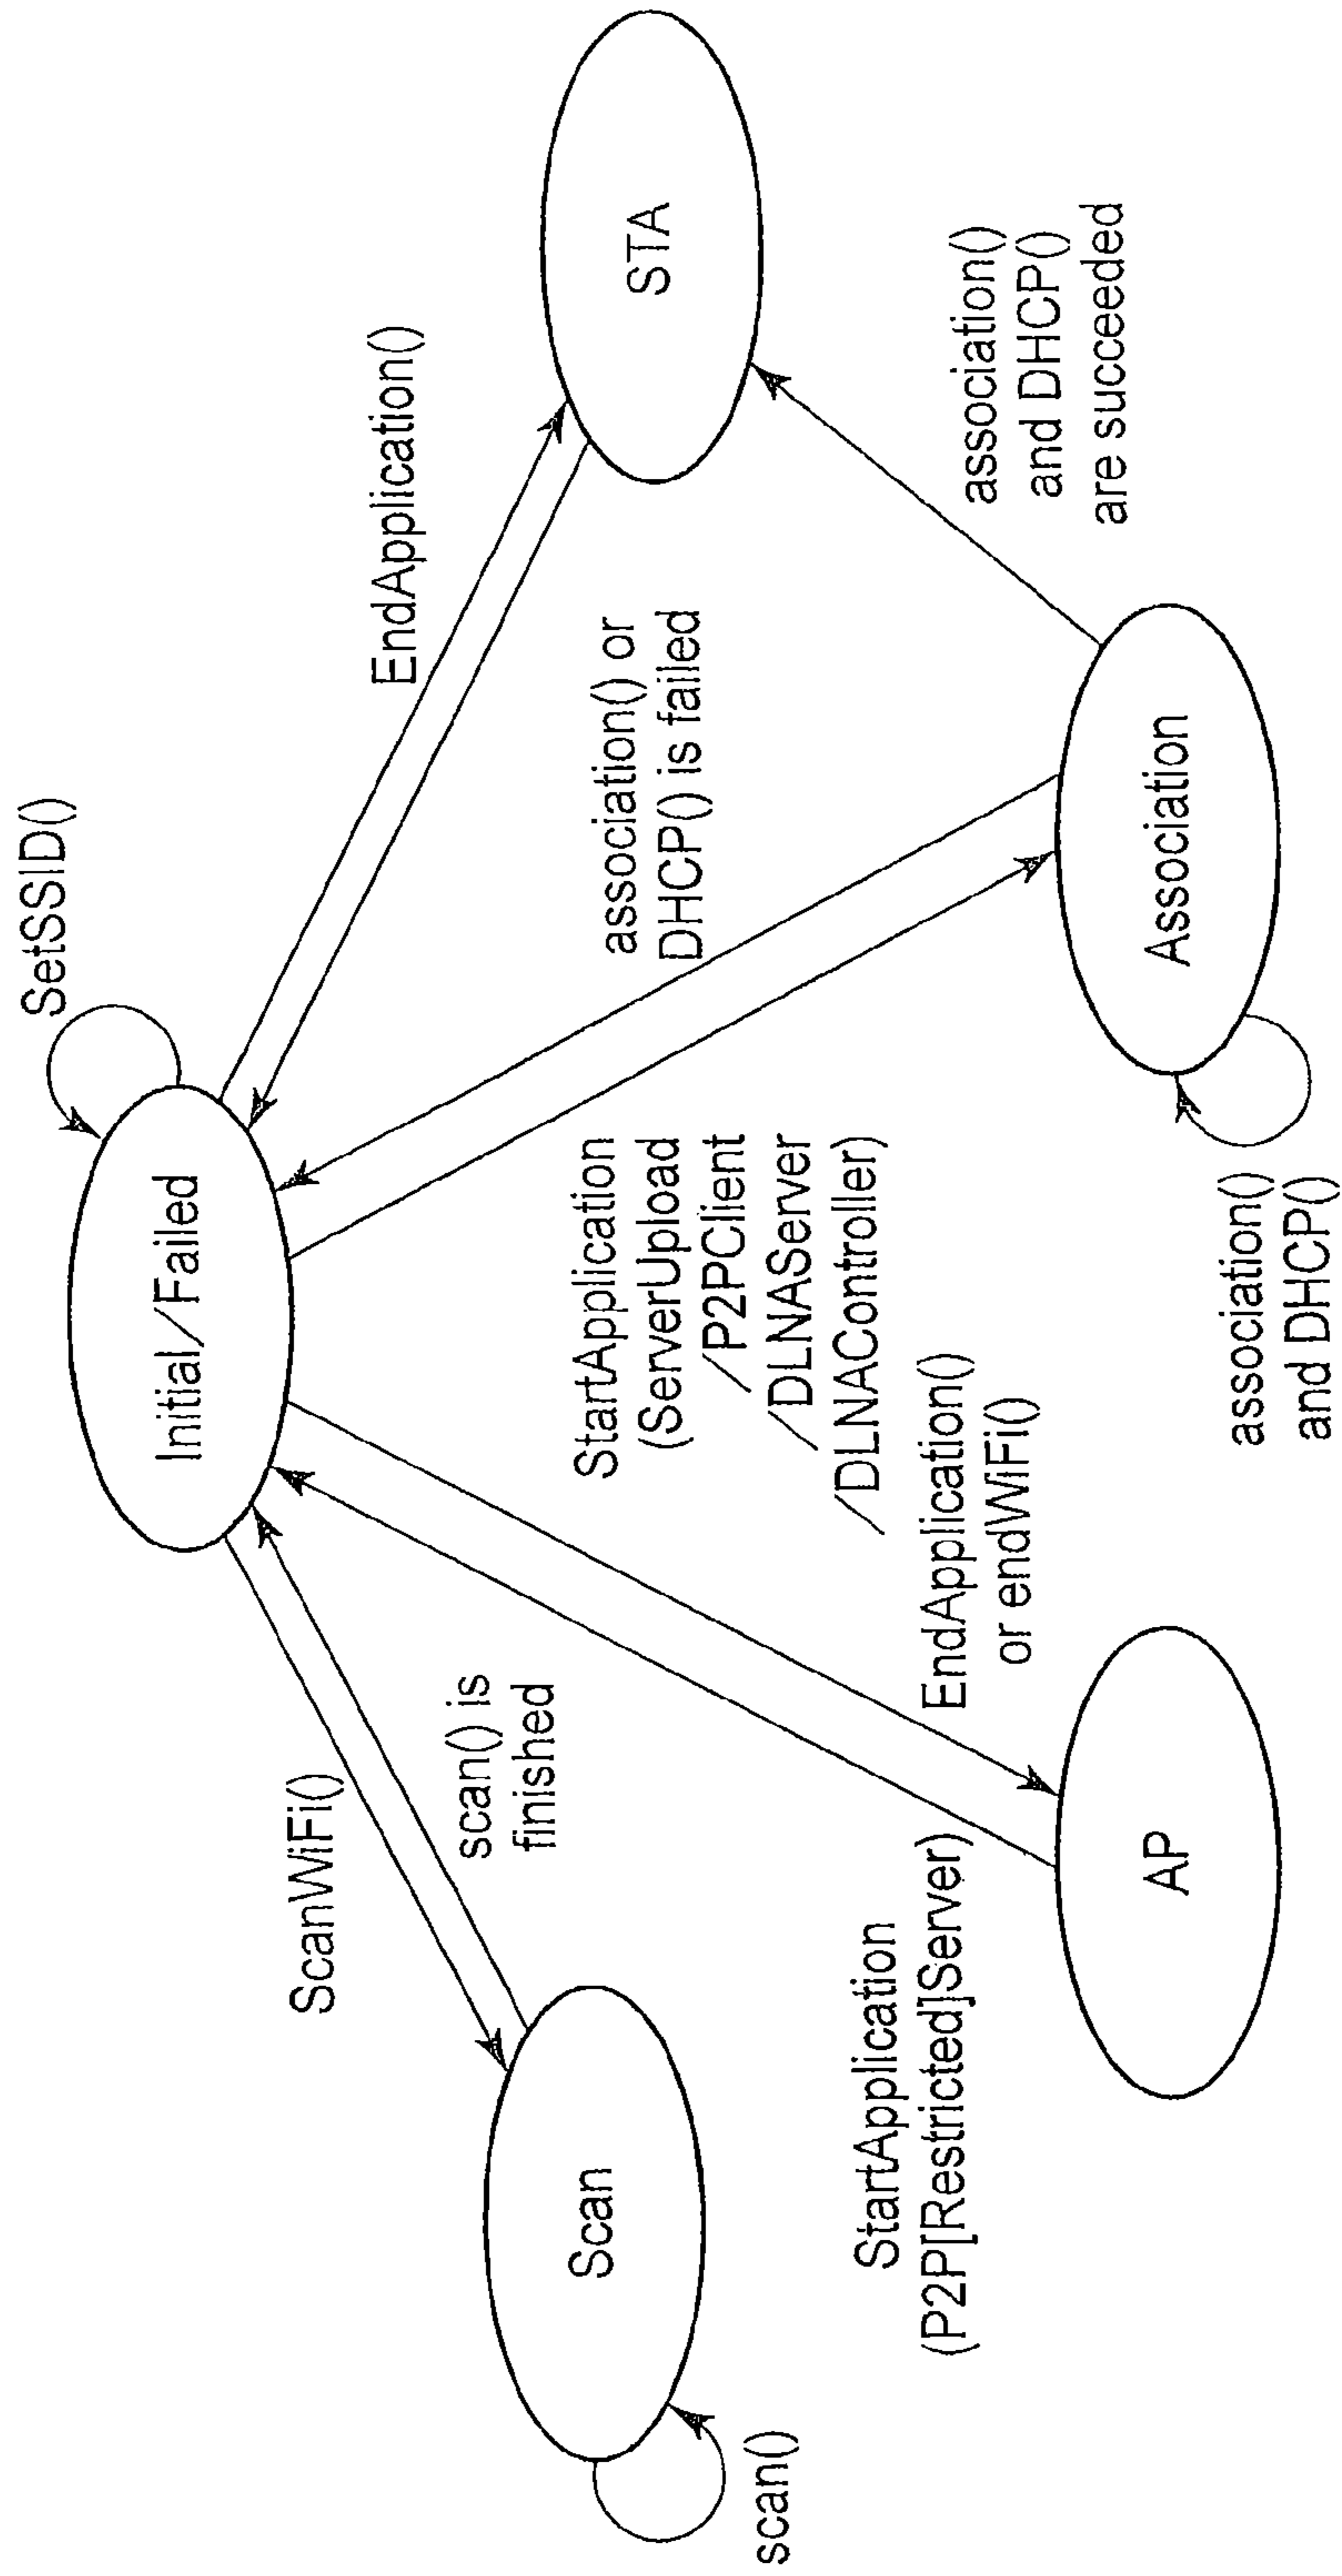 SetSSID()
Initial/Failed
EndApplication()
STA
ScanWiFi()
scan() is
finished
Scan
scan()
association() or
DHCP() is failed
StartApplication
(ServerUpload
/P2PClient
/DLNAServer
/DLNAController)
EndApplication()
or endWiFi()
StartApplication
(P2P[Restricted]Server)
AP
association()
and DHCP()
are succeeded
Association
association()
and DHCP()